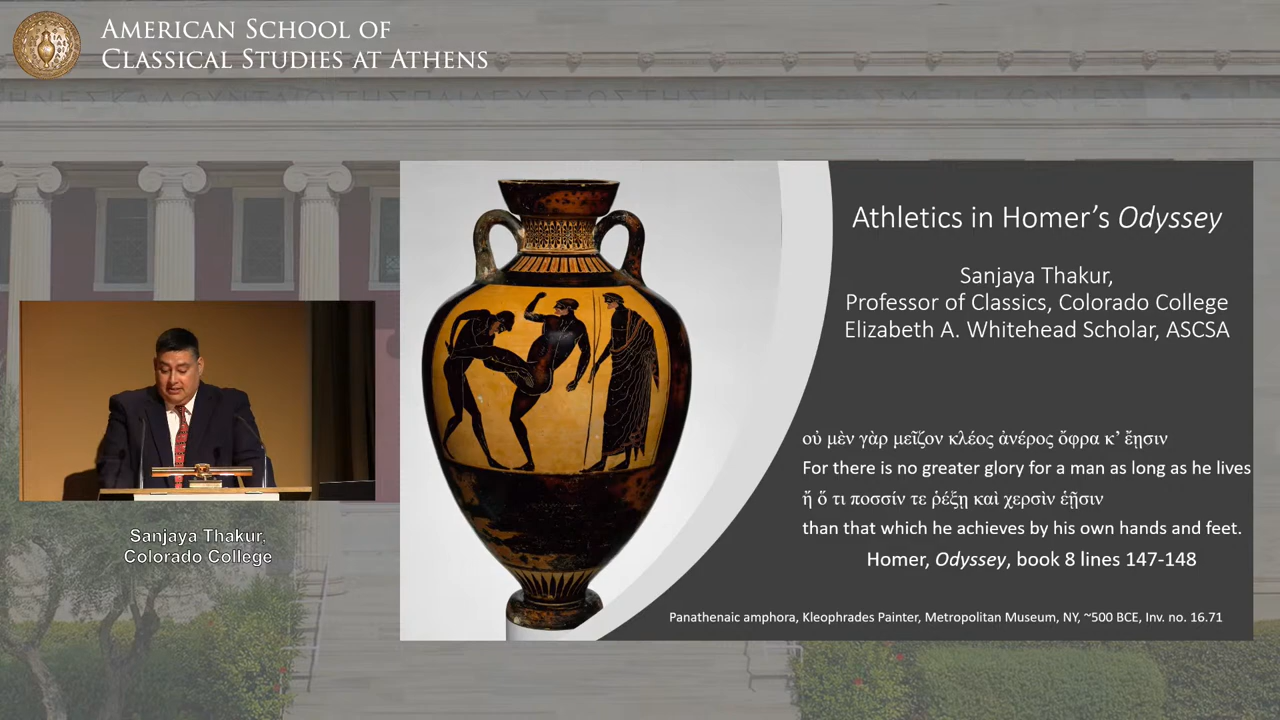 AMERICAN SCHOOL OF
CLASSICAL STUDIES AT ATHENS
Athletics in Homer's Odyssey
Sanjaya Thakur,
Professor of Classics, Colorado College
Elizabeth A. Whitehead Scholar, ASCSA
οὐ μὲν γὰρ μεῖζον κλέος ἀνέρος ὄφρα κ’ ἔῃσιν
For there is no greater glory for a man as long as he lives
ἤ ὅ τι ποσσίν τε ῥέξῃ καὶ χερσὶν ἑῇσιν
than that which he achieves by his own hands and feet.
Homer, Odyssey, book 8 lines 147-148
Panathenaic amphora, Kleophrades Painter, Metropolitan Museum, NY, ~500 BCE, Inv. no. 16.71
Sanjaya Thakur,
Colorado College